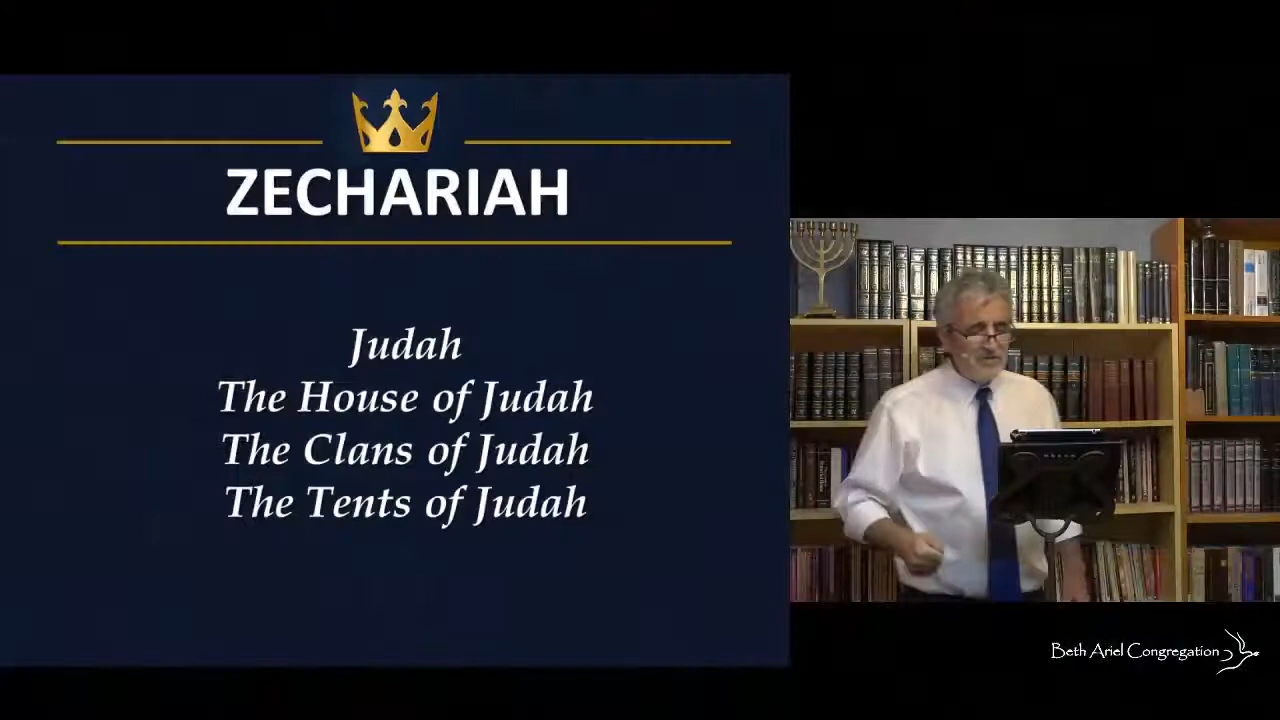 ZECHARIAH
Judah
The House of Judah
The Clans of Judah
The Tents of Judah
Beth Ariel Congregation